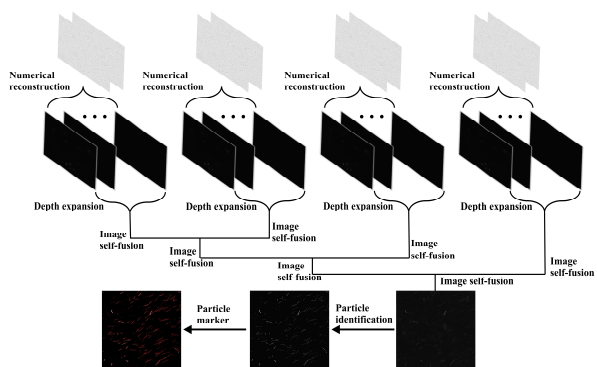 Numerical
reconstruction
Numerical
reconstruction
Numerical
reconstruction
Numerical
reconstruction
Depth expansion
Depth expansion
Depth expansion
Depth expansion
Image
self-fusion
Image
self-fusion
Image
self-fusion
Image
self-fusion
Image
self-fusion
Image self-fusion
Particle
marker
Particle
identification